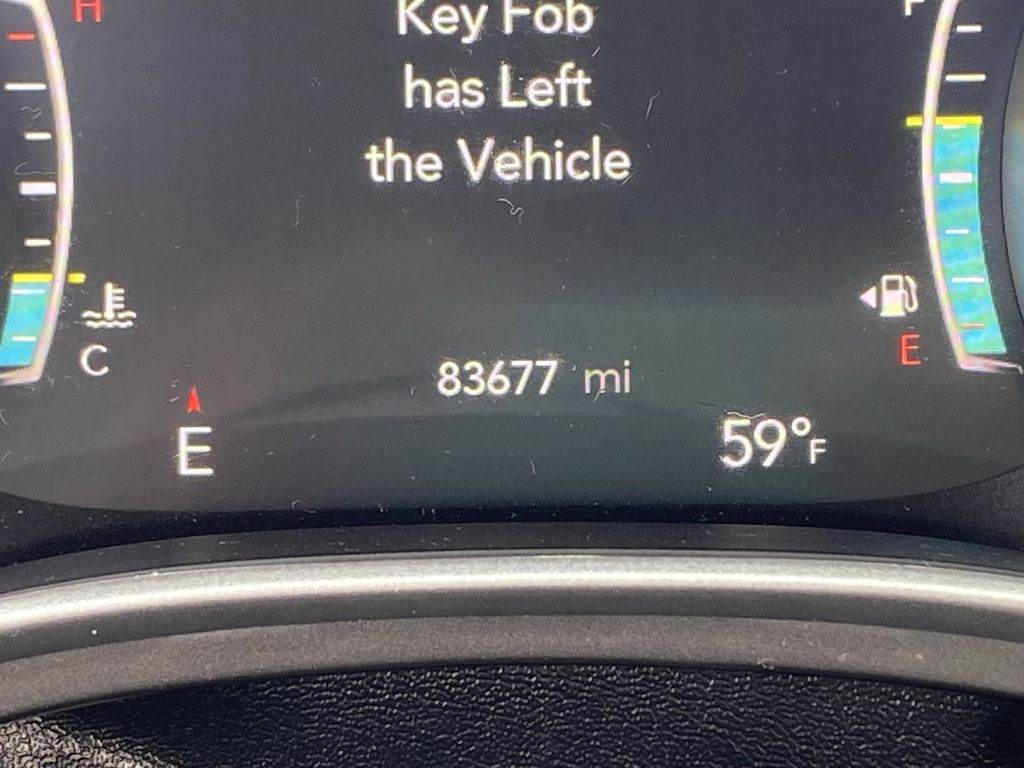 H
Key Fob
F
has Left
the Vehicle
C
E
83677 mi
E
59°F